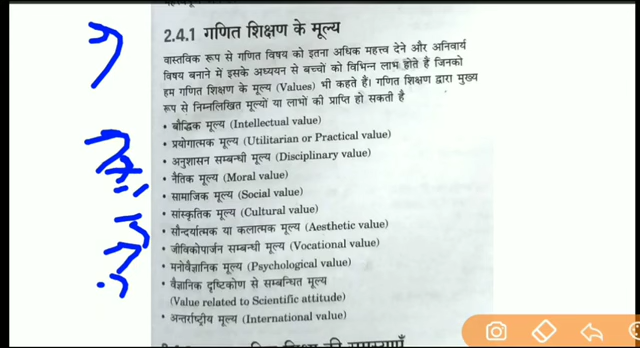 2.4.1 गणित शिक्षण के मूल्य
वास्तविक रूप से गणित विषय को इतना अधिक महत्त्व देने और अनिवार्य
विषय बनाने में इसके अध्ययन से बच्चों को विभिन्न लाभ होते हैं जिनको
हम गणित शिक्षण के मूल्य (Values) भी कहते हैं। गणित शिक्षण द्वारा मुख्य
रूप से निम्नलिखित मूल्यों या लाभों की प्राप्ति हो सकती है
• बौद्धिक मूल्य (Intellectual value)
• प्रयोगात्मक मूल्य (Utilitarian or Practical value)
• अनुशासन सम्बन्धी मूल्य (Disciplinary value)
• नैतिक मूल्य (Moral value)
• सामाजिक मूल्य (Social value)
• सांस्कृतिक मूल्य (Cultural value)
• सौन्दर्यात्मक या कलात्मक मूल्य (Aesthetic value)
• जीविकोपार्जन सम्बन्धी मूल्य (Vocational value)
• मनोवैज्ञानिक मूल्य (Psychological value)
• वैज्ञानिक दृष्टिकोण से सम्बन्धित मूल्य
(Value related to Scientific attitude)
• अन्तर्राष्ट्रीय मूल्य (International value)